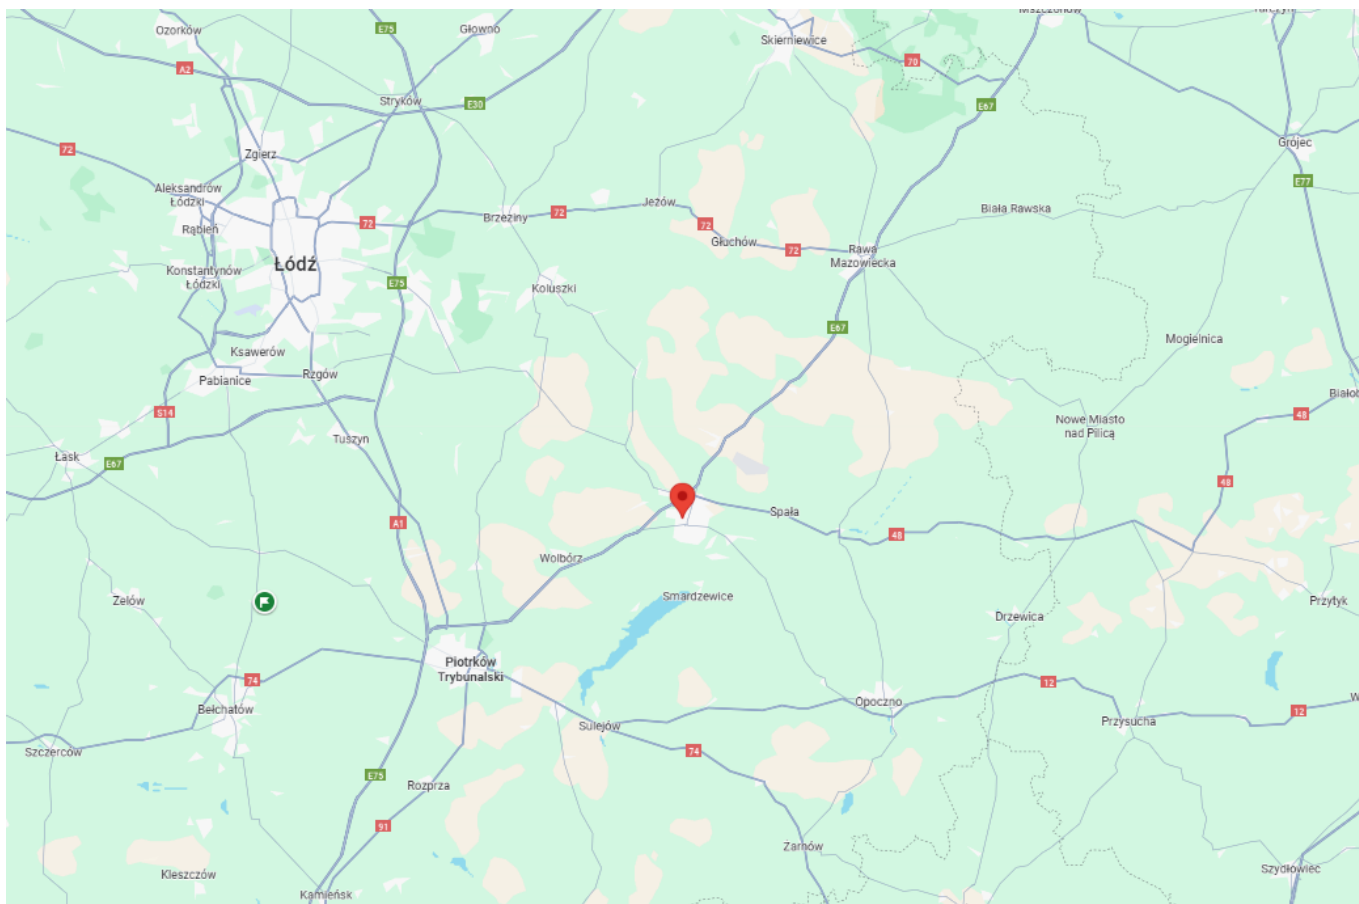 Ozorków
E75
Głowno
Mszczonów
Skierniewice
A2
70
Stryków
E30
E67
72
Zgierz
Grójec
E77
Aleksandrów
Łódzki
Jeżów
Biała Rawska
72
Brzeziny
72
72
Rąbień
Głuchów
72
Rawa
Mazowiecka
Łódź
Konstantynów
Łódzki
E75
Koluszki
E67
Mogielnica
Ksawerów
Pabianice
Rzgów
S14
48
Nowe Miasto
nad Pilicą
Tuszyn
Łask
E67
48
A1
Spała
48
Wolbórz
Zelów
Smardzewice
Przytyk
Drzewica
Piotrków
Trybunalski
74
12
Bełchatów
Opoczno
12
Przysucha
Sulejów
Szczerców
74
E75
Rozprza
91
Żarnów
Kleszczów
Szydłowiec
Kamieńsk